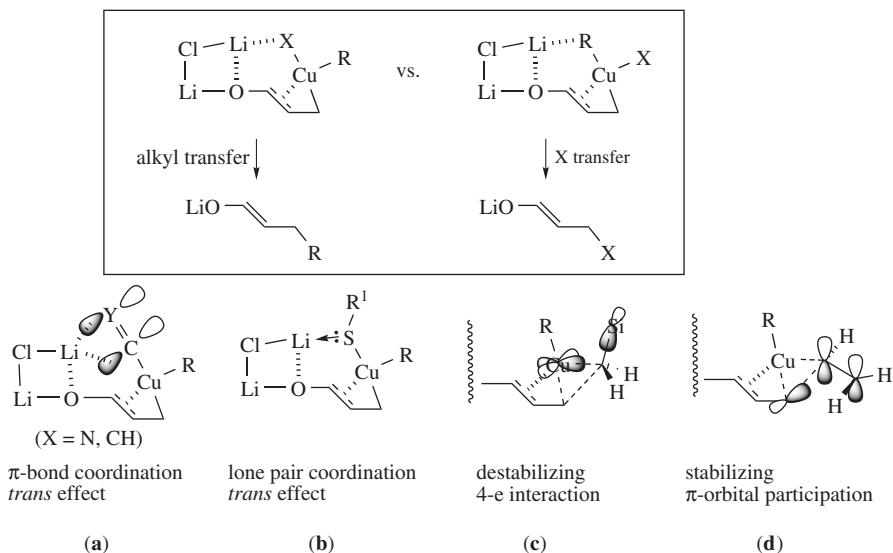 Cl Li X Cu R
Li O
vs.
Cl Li R Cu X
Li O
alkyl transfer
X transfer
LiO R
LiO X
Y C Cl Li Cu R Li O
R¹ S Cl Li Cu R Li O
R Cu Si H H
R Cu H H H
(X = N, CH)
π-bond coordination
trans effect
lone pair coordination
trans effect
destabilizing
4-e interaction
stabilizing
π-orbital participation
(a)
(b)
(c)
(d)